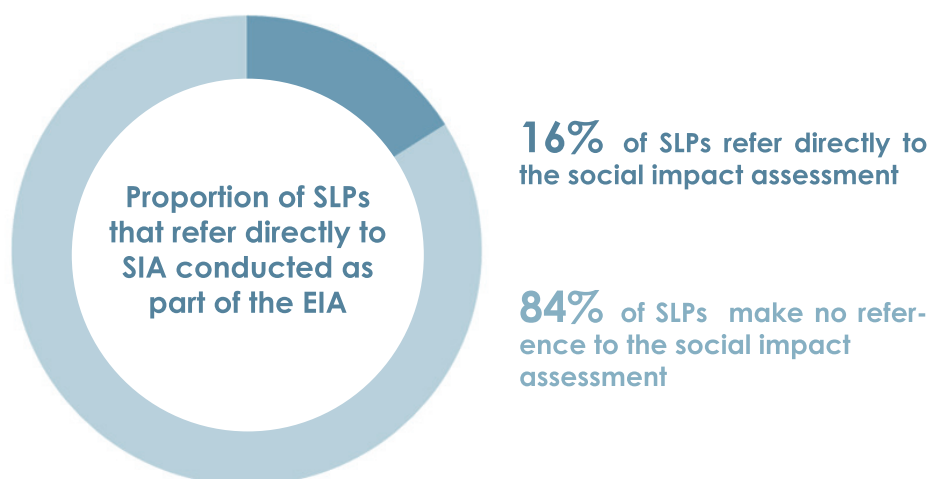 Proportion of SLPs
that refer directly to
SIA conducted as
part of the EIA
16% of SLPs refer directly to
the social impact assessment
84% of SLPs make no refer-
ence to the social impact
assessment